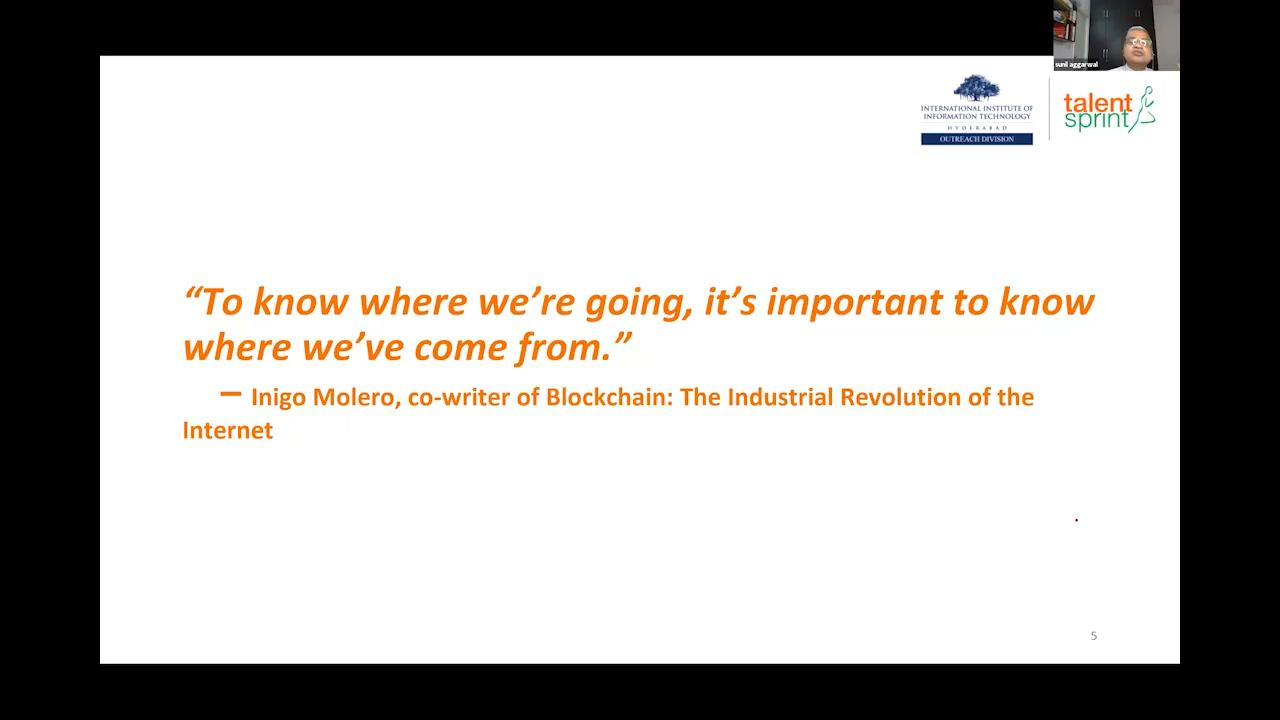 sunil aggarwal
INTERNATIONAL INSTITUTE OF
INFORMATION TECHNOLOGY
HYDERABAD
OUTREACH DIVISION
talent
sprint
“To know where we’re going, it’s important to know
where we’ve come from.”
– Inigo Molero, co-writer of Blockchain: The Industrial Revolution of the
Internet
5